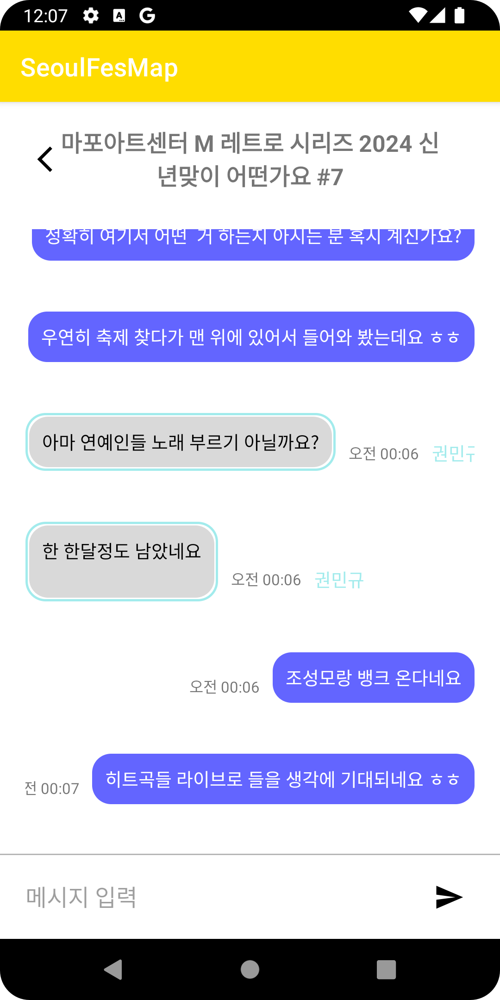 12:07
SeoulFesMap
마포아트센터 M 레트로 시리즈 2024 신
년맞이 어떤가요 #7
정확히 여기서 어떤 거 하는지 아시는 분 혹시 계신가요?
우연히 축제 찾다가 맨 위에 있어서 들어와 봤는데요 ㅎㅎ
아마 연예인들 노래 부르기 아닐까요? 오전 00:06 권민규
한 한달정도 남았네요
오전 00:06 권민규
오전 00:06 조성모랑 뱅크 온다네요
전 00:07 히트곡들 라이브로 들을 생각에 기대되네요 ㅎㅎ
메시지 입력